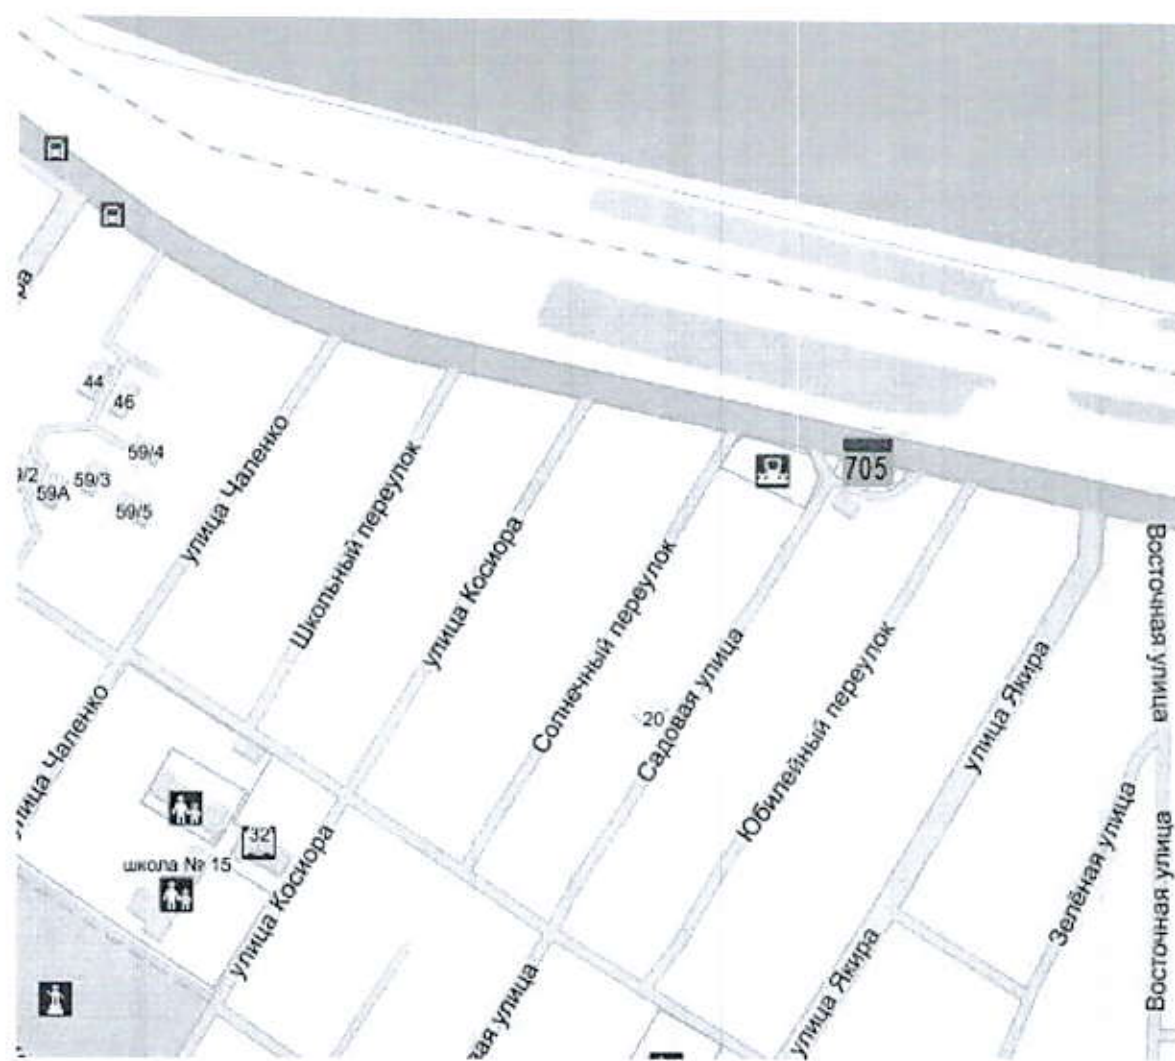 44
46
59/4
59/3
59А
59/5
705
улица Чаленко
Школьный переулок
улица Косиора
Солнечный переулок
Садовая улица
20
Юбилейный переулок
улица Якира
Восточная улица
улица Чаленко
32
школа № 15
улица Косиора
улица Якира
Зелёная улица
Восточная улица